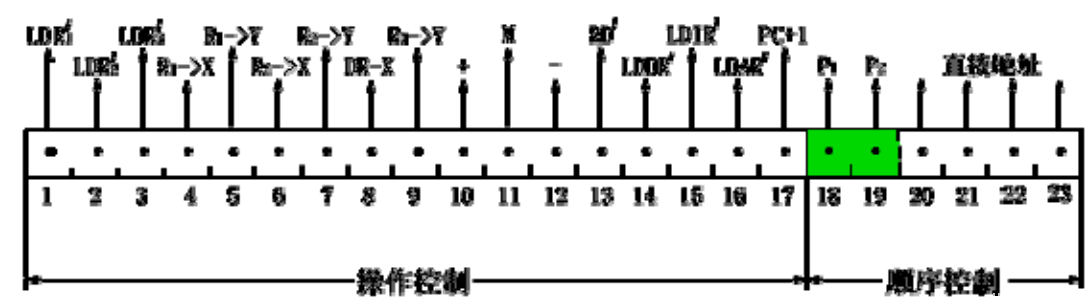 LDR1' LDR3' R1->Y R2->Y R3->Y M RD' LDIR' PC+1
LDR2' R1->X R2->X DR-X + - LDDR' LDAR' P1 P2 直接地址
1 2 3 4 5 6 7 8 9 10 11 12 13 14 15 16 17 18 19 20 21 22 23
操作控制 顺序控制